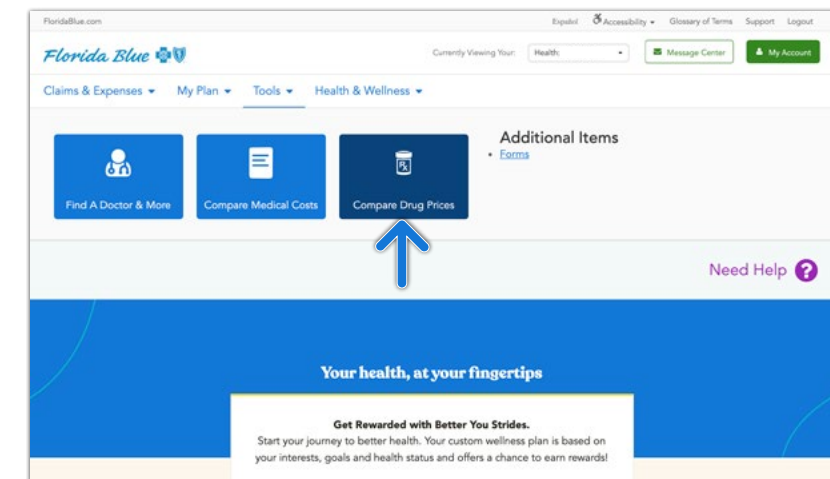 FloridaBlue.com
Español Accessibility Glossary of Terms Support Logout
Florida Blue
Currently Viewing Your: Health: Message Center My Account
Claims & Expenses My Plan Tools Health & Wellness
Additional Items
• Forms
Rx
Find A Doctor & More Compare Medical Costs Compare Drug Prices
Need Help ?
Your health, at your fingertips
Get Rewarded with Better You Strides.
Start your journey to better health. Your custom wellness plan is based on
your interests, goals and health status and offers a chance to earn rewards!